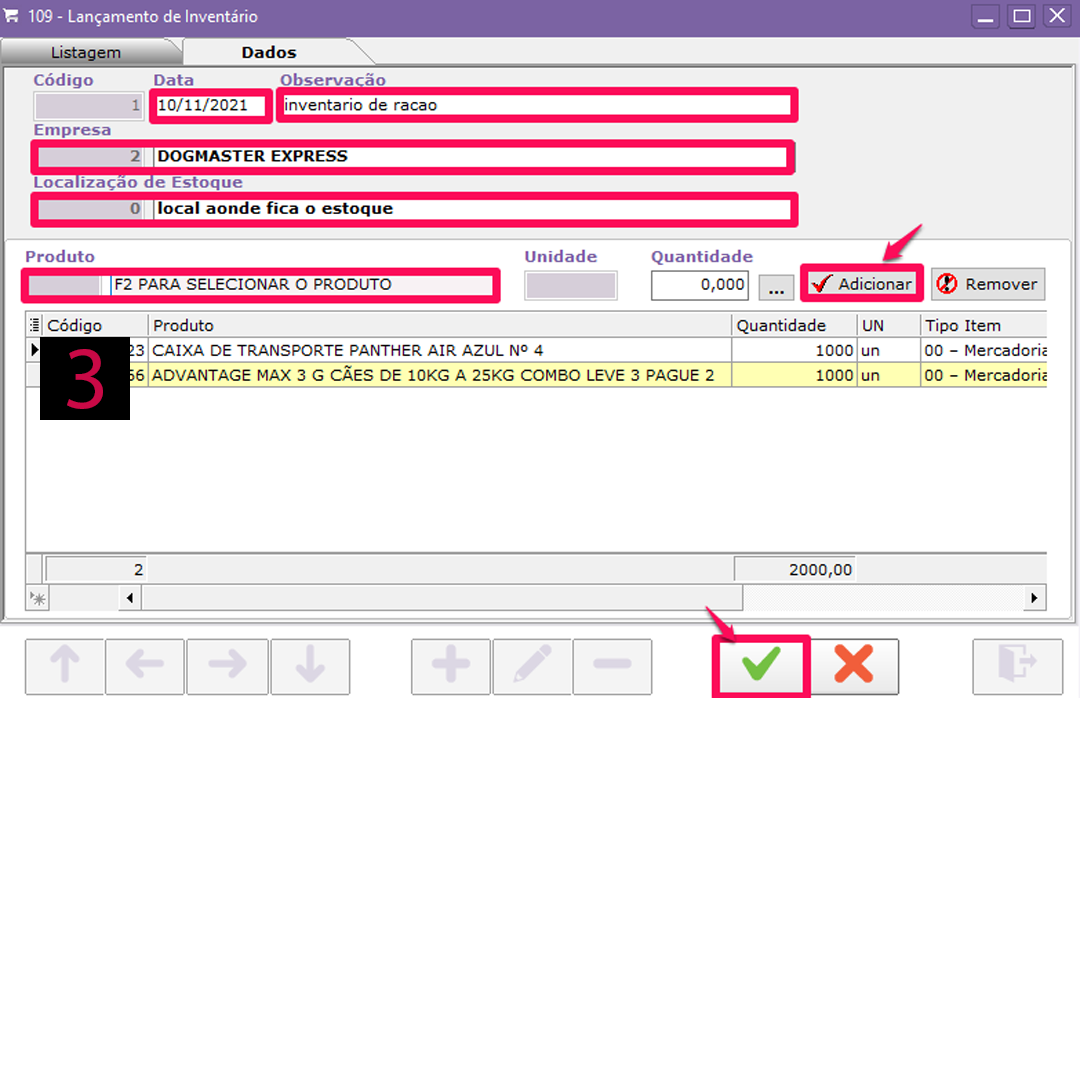 109 - Lançamento de Inventário
Listagem Dados
Código Data Observação
1 10/11/2021 inventario de racao
Empresa
2 DOGMASTER EXPRESS
Localização de Estoque
0 local aonde fica o estoque
Produto Unidade Quantidade
F2 PARA SELECIONAR O PRODUTO 0,000 ... Adicionar Remover
Código Produto Quantidade UN Tipo Item
23 CAIXA DE TRANSPORTE PANTHER AIR AZUL Nº 4 1000 un 00 – Mercadoria
3
66 ADVANTAGE MAX 3 G CÃES DE 10KG A 25KG COMBO LEVE 3 PAGUE 2 1000 un 00 – Mercadoria
2 2000,00